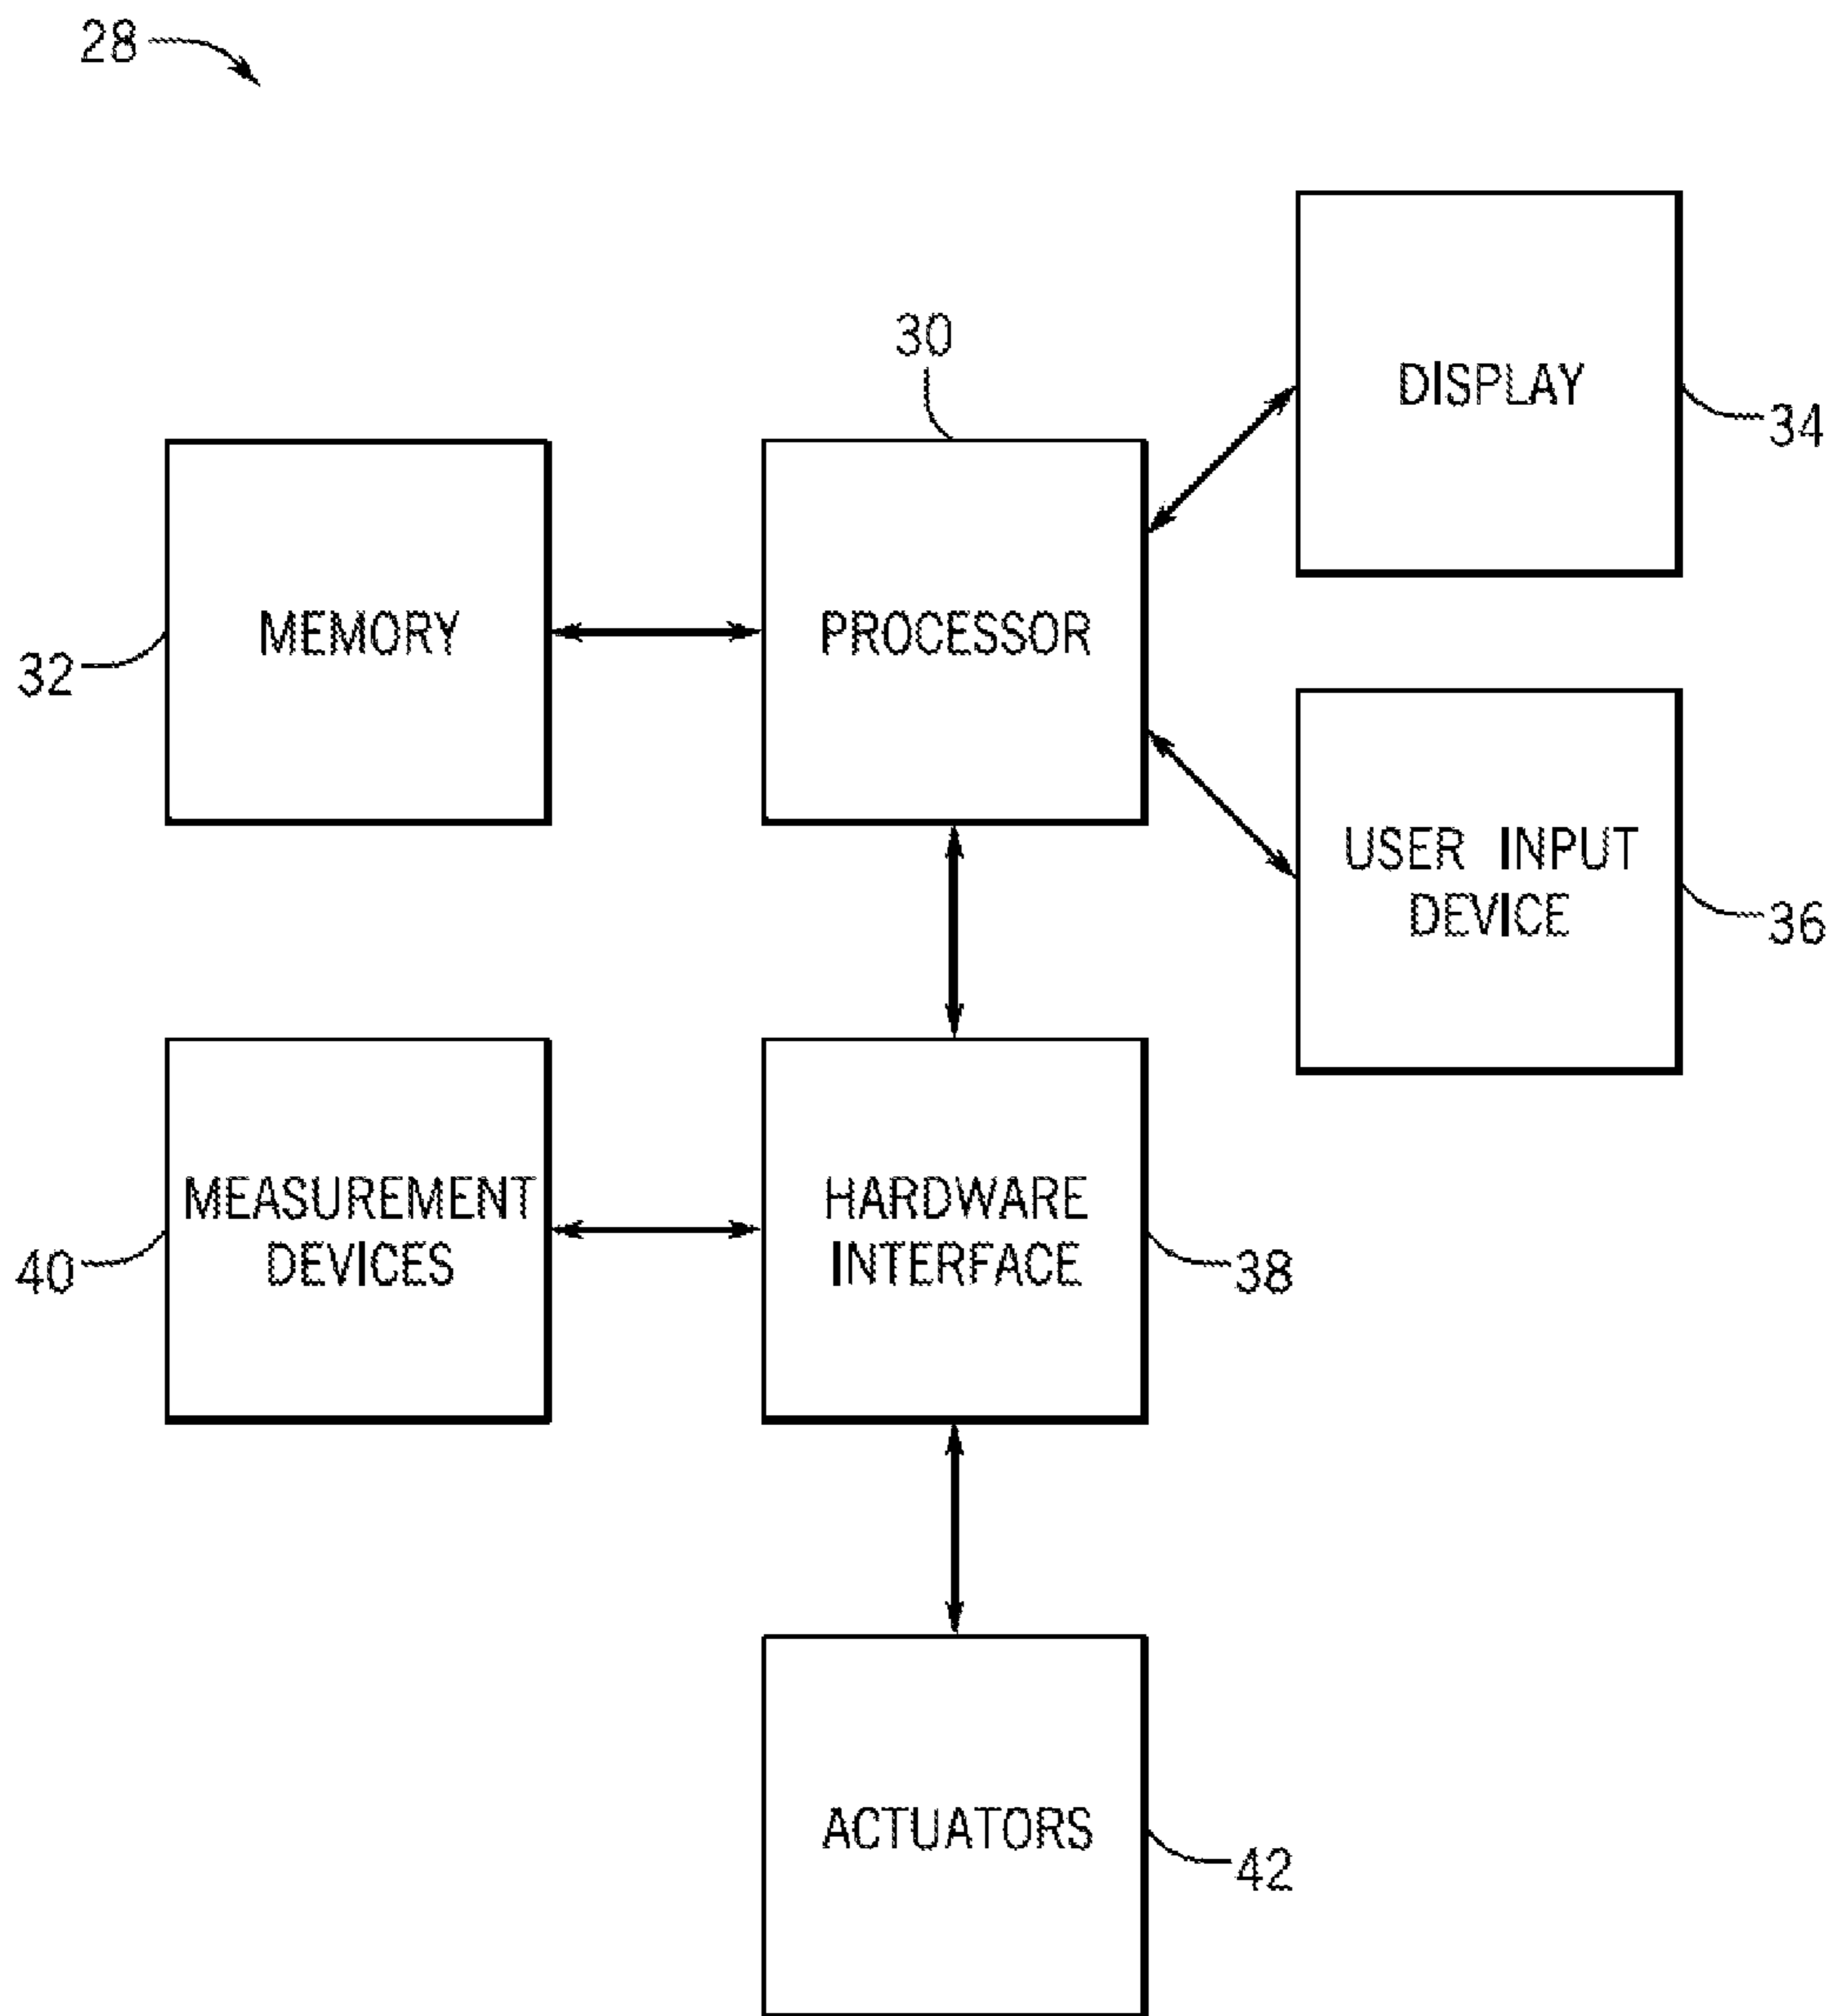 28
30
DISPLAY
34
MEMORY
32
PROCESSOR
USER INPUT
DEVICE
36
MEASUREMENT
DEVICES
40
HARDWARE
INTERFACE
38
ACTUATORS
42